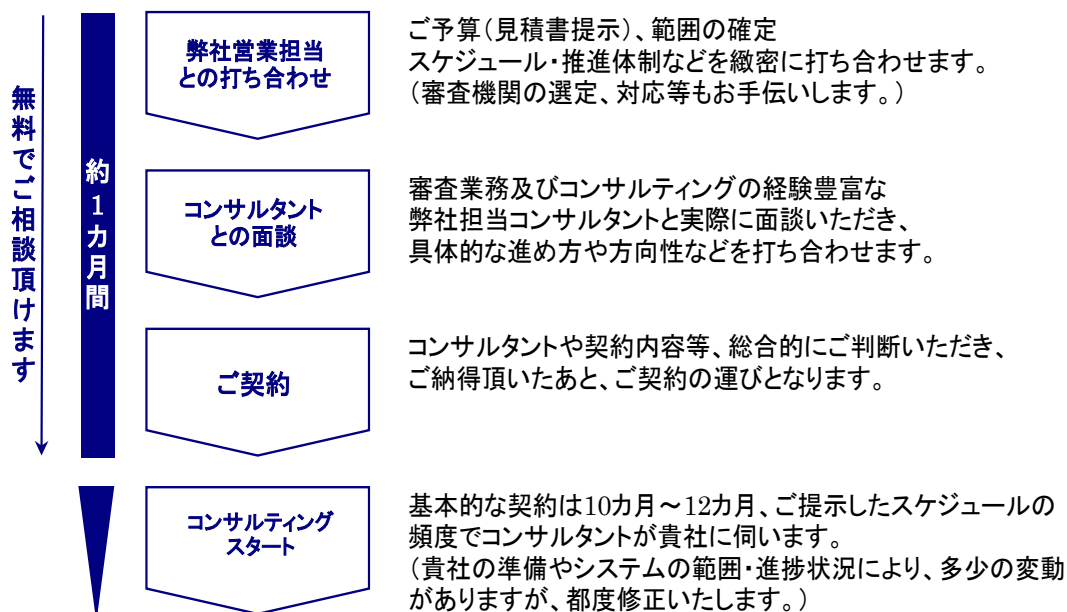 無料でご相談頂けます
約1カ月間
弊社営業担当
との打ち合わせ
ご予算(見積書提示)、範囲の確定
スケジュール・推進体制などを緻密に打ち合わせます。
(審査機関の選定、対応等もお手伝いします。)
コンサルタント
との面談
審査業務及びコンサルティングの経験豊富な
弊社担当コンサルタントと実際に面談いただき、
具体的な進め方や方向性などを打ち合わせます。
ご契約
コンサルタントや契約内容等、総合的にご判断いただき、
ご納得頂いたあと、ご契約の運びとなります。
コンサルティング
スタート
基本的な契約は10カ月~12カ月、ご提示したスケジュールの
頻度でコンサルタントが貴社に伺います。
(貴社の準備やシステムの範囲・進捗状況により、多少の変動
がありますが、都度修正いたします。)